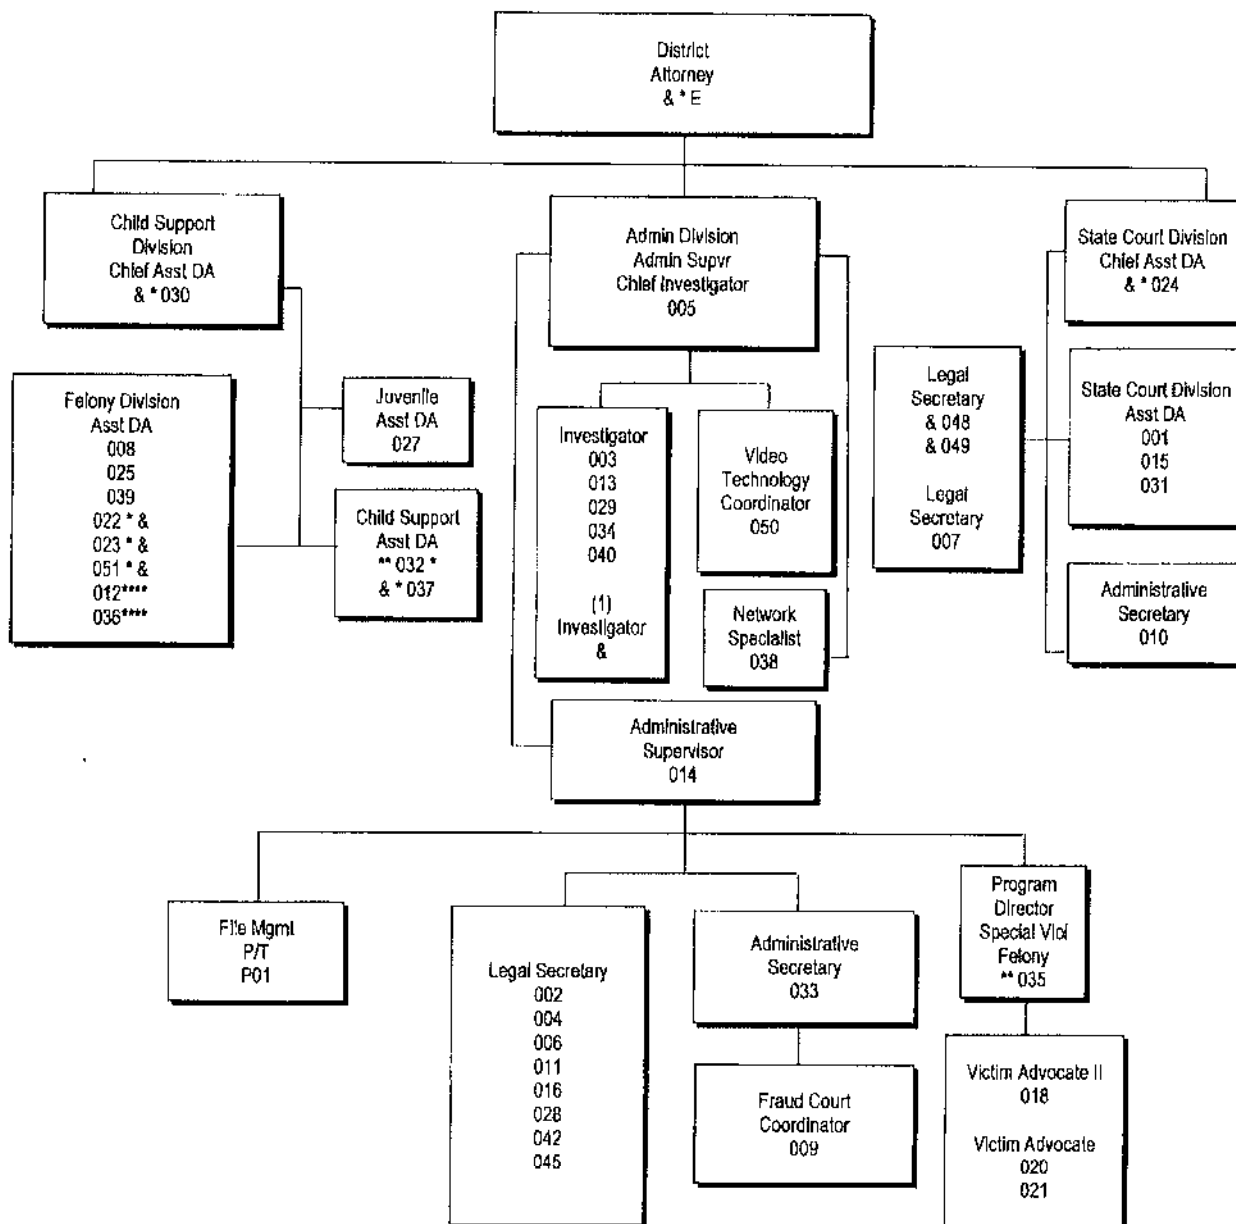 District
Attorney
& * E
Child Support
Division
Chief Asst DA
& * 030
Admin Division
Admin Supvr
Chief Investigator
005
State Court Division
Chief Asst DA
& * 024
Felony Division
Asst DA
008
025
039
022 * &
023 * &
051 * &
012****
036****
Juvenile
Asst DA
027
Child Support
Asst DA
** 032 *
& * 037
Investigator
003
013
029
034
040
(1)
Investigator
&
Video
Technology
Coordinator
050
Network
Specialist
038
Legal
Secretary
& 048
& 049
Legal
Secretary
007
State Court Division
Asst DA
001
015
031
Administrative
Secretary
010
Administrative
Supervisor
014
File Mgmt
P/T
P01
Legal Secretary
002
004
006
011
016
028
042
045
Administrative
Secretary
033
Fraud Court
Coordinator
009
Program
Director
Special Vict
Felony
** 035
Victim Advocate II
018
Victim Advocate
020
021